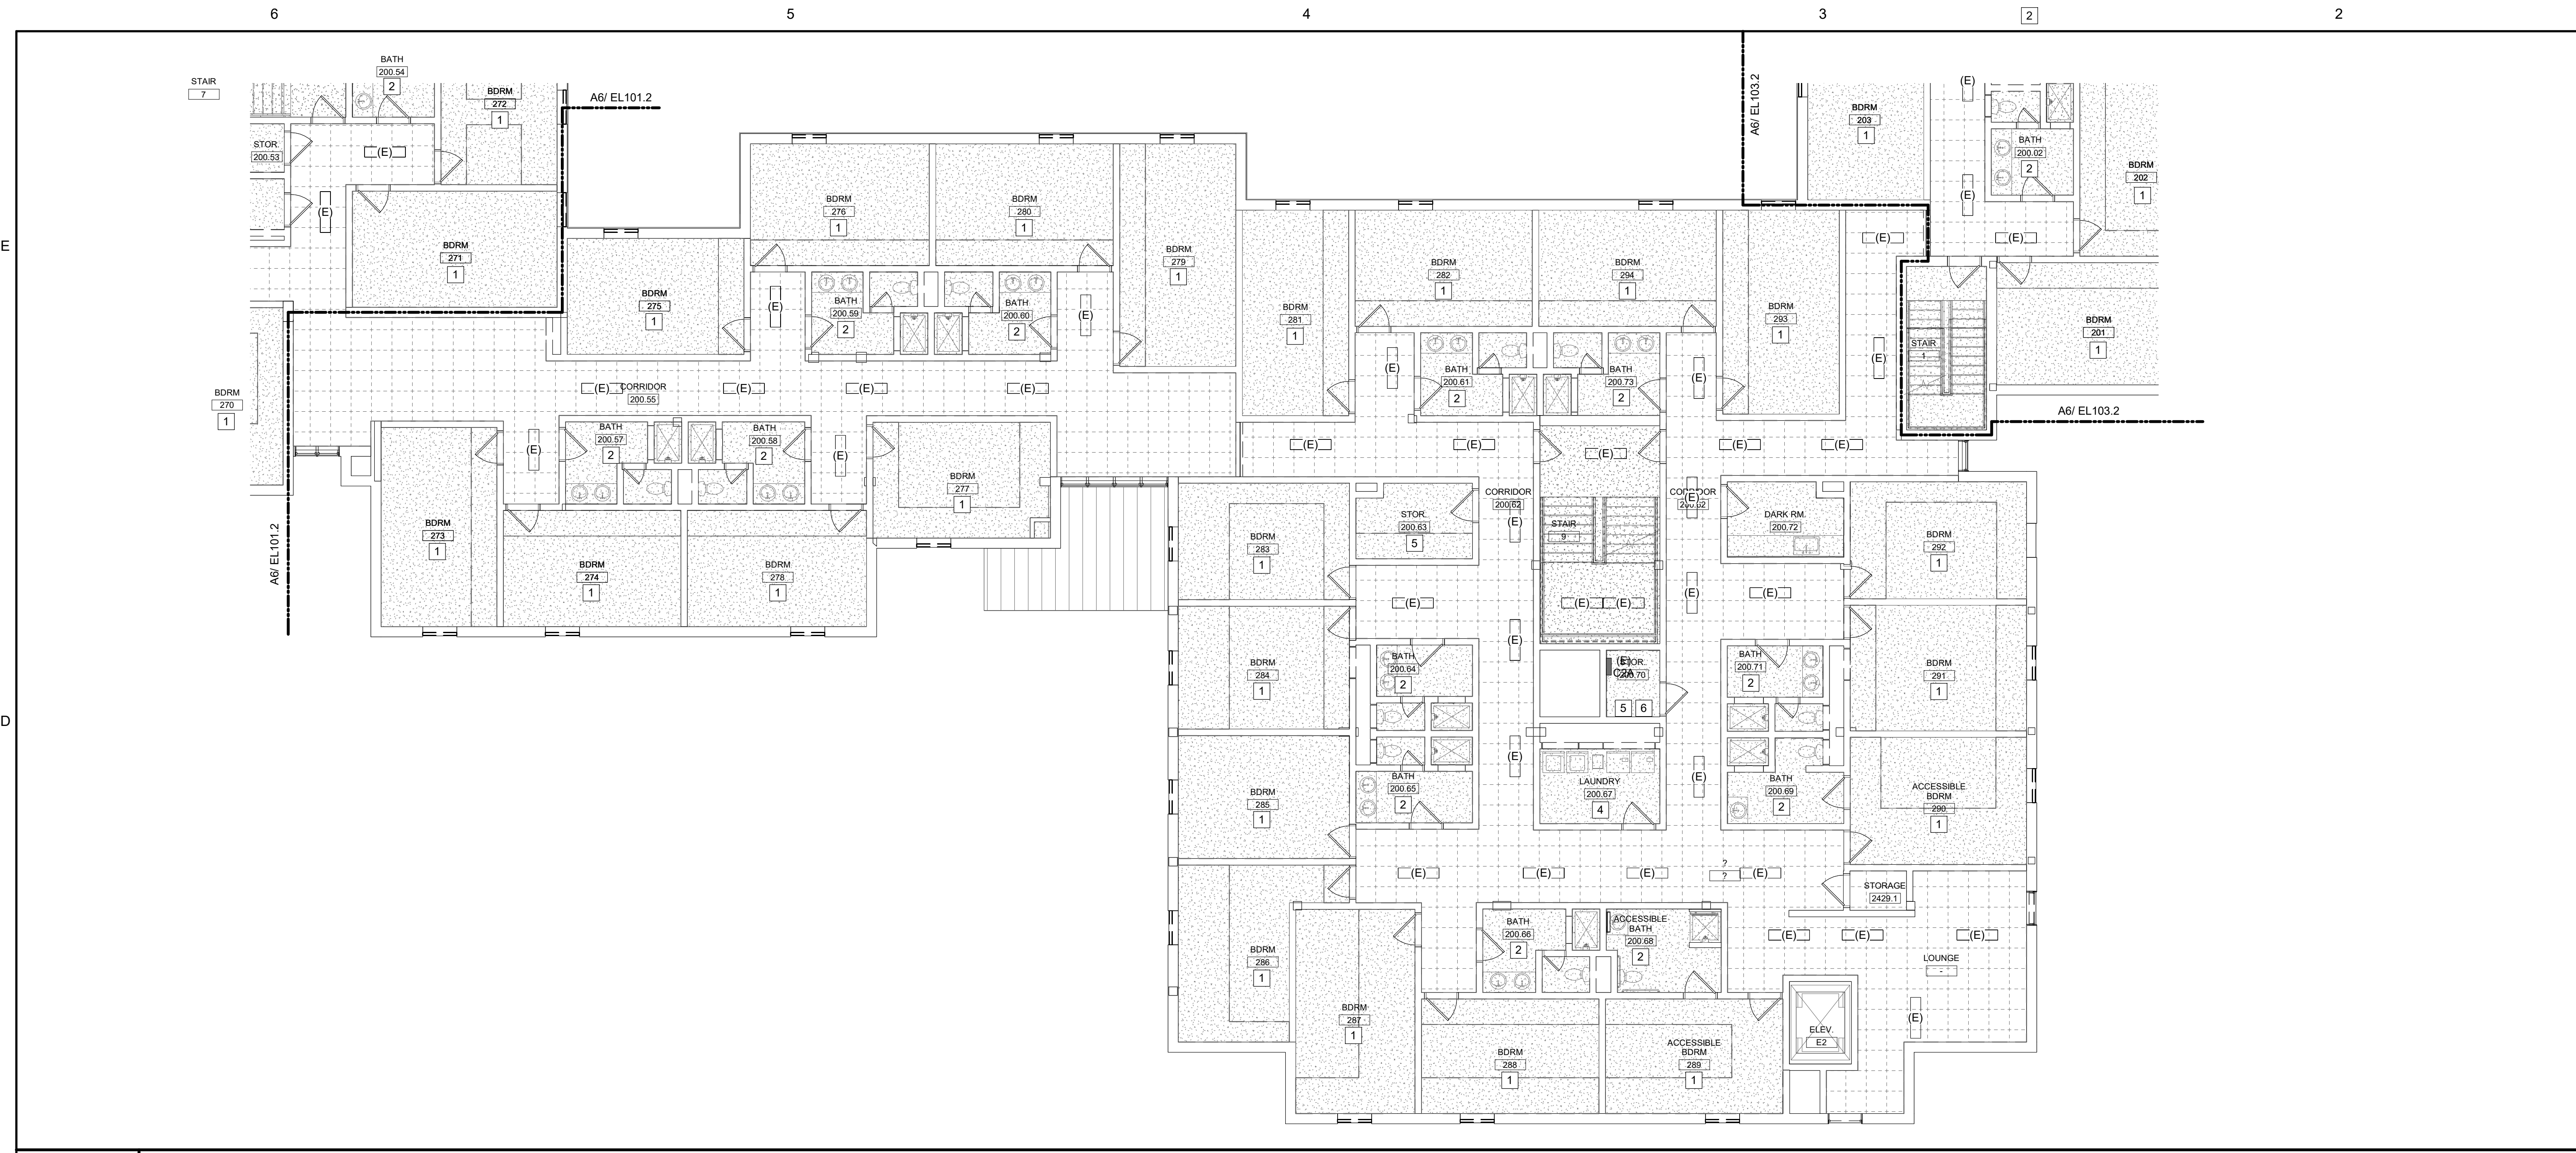 6
5
4
3
2
2
STAIR
7
BATH
200.54
2
BDRM
272
1
A6/ EL101.2
STOR.
200.53
(E)
(E)
BDRM
271
1
BDRM
275
1
BDRM
276
1
BDRM
280
1
BDRM
279
1
(E)
BATH
200.59
2
BATH
200.60
2
(E)
A6/ EL103.2
BDRM
203
1
(E)
BATH
200.02
2
BDRM
202
1
(E)
(E)
(E)
E
BDRM
281
1
BDRM
282
1
BDRM
294
1
BDRM
293
1
(E)
BATH
200.61
2
BATH
200.73
2
(E)
(E)
STAIR
1
BDRM
201
1
A6/ EL103.2
BDRM
270
1
(E)
CORRIDOR
200.55
(E)
(E)
(E)
(E)
(E)
(E)
(E)
(E)
(E)
BATH
200.57
2
BATH
200.58
2
(E)
BDRM
277
1
A6/ EL101.2
BDRM
273
1
BDRM
274
1
BDRM
278
1
BDRM
283
1
STOR.
200.63
5
CORRIDOR
200.62
(E)
STAIR
9
CORRIDOR
200.62
(E)
DARK RM.
200.72
BDRM
292
1
(E)
(E)
(E)
(E)
(E)
(E)
BDRM
284
1
BATH
200.64
2
(E)
STOR.
200.70
C2A
5
6
BATH
200.71
2
BDRM
291
1
D
(E)
BDRM
285
1
BATH
200.65
2
LAUNDRY
200.67
4
(E)
BATH
200.69
2
ACCESSIBLE
BDRM
290
1
(E)
(E)
(E)
?
?
(E)
STORAGE
2429.1
BDRM
286
1
BATH
200.66
2
ACCESSIBLE
BATH
200.68
2
(E)
(E)
(E)
LOUNGE
-
BDRM
287
1
BDRM
288
1
ACCESSIBLE
BDRM
289
1
ELEV.
E2
(E)